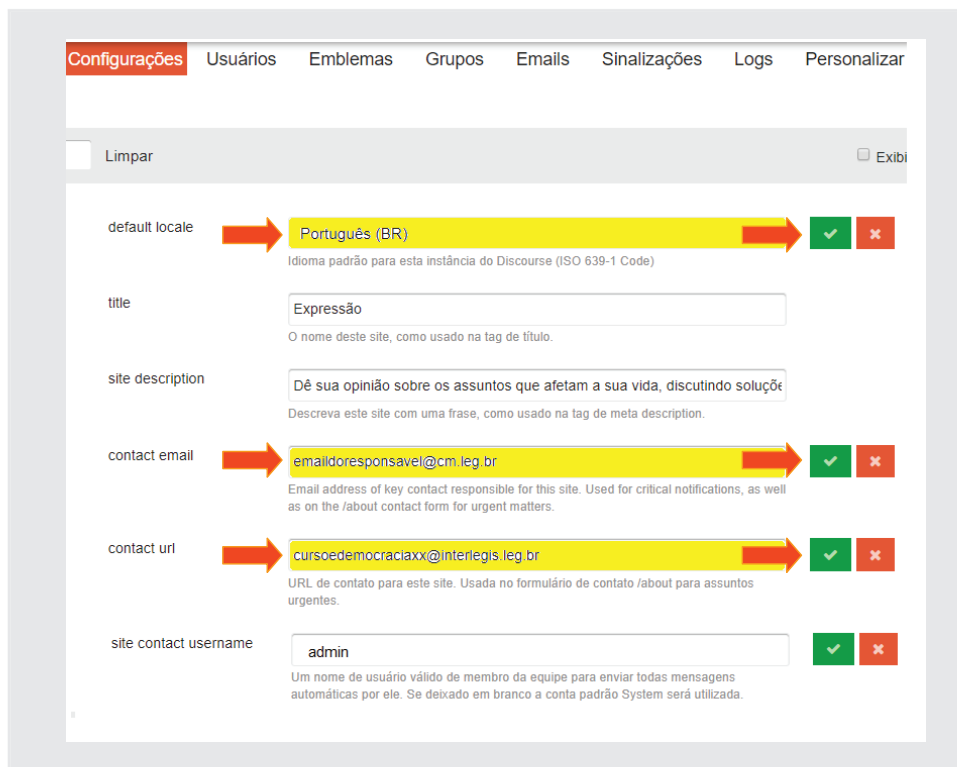 Configurações Usuários Emblemas Grupos Emails Sinalizações Logs Personalizar
Limpar Exibi
default locale Português (BR)
Idioma padrão para esta instância do Discourse (ISO 639-1 Code)
title Expressão
O nome deste site, como usado na tag de título.
site description Dê sua opinião sobre os assuntos que afetam a sua vida, discutindo soluçõe
Descreva este site com uma frase, como usado na tag de meta description.
contact email emaildoresponsavel@cm.leg.br
Email address of key contact responsible for this site. Used for critical notifications, as well
as on the /about contact form for urgent matters.
contact url cursoedemocraciaxx@interlegis.leg.br
URL de contato para este site. Usada no formulário de contato /about para assuntos
urgentes.
site contact username admin
Um nome de usuário válido de membro da equipe para enviar todas mensagens
automáticas por ele. Se deixado em branco a conta padrão System será utilizada.